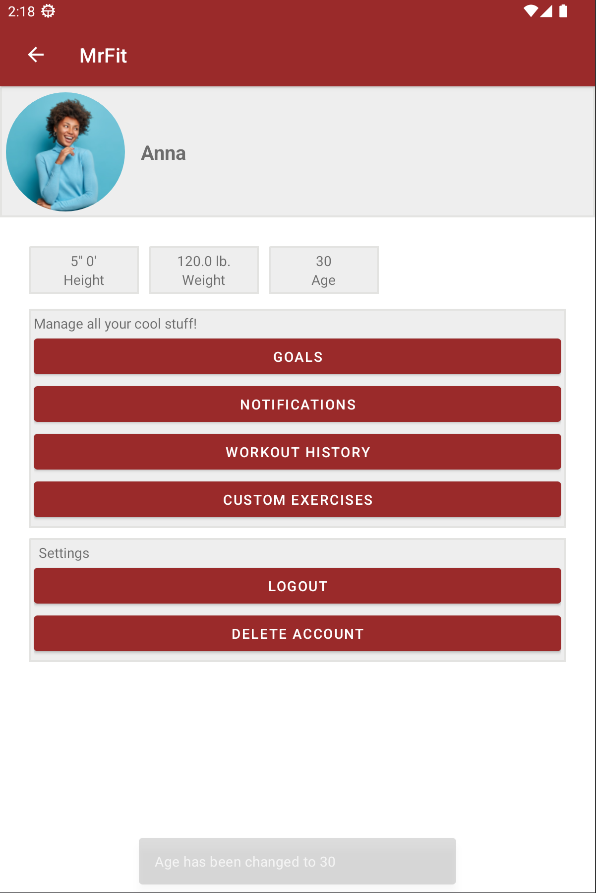 2:18
MrFit
Anna
5" 0'
Height
120.0 lb.
Weight
30
Age
Manage all your cool stuff!
GOALS
NOTIFICATIONS
WORKOUT HISTORY
CUSTOM EXERCISES
Settings
LOGOUT
DELETE ACCOUNT
Age has been changed to 30